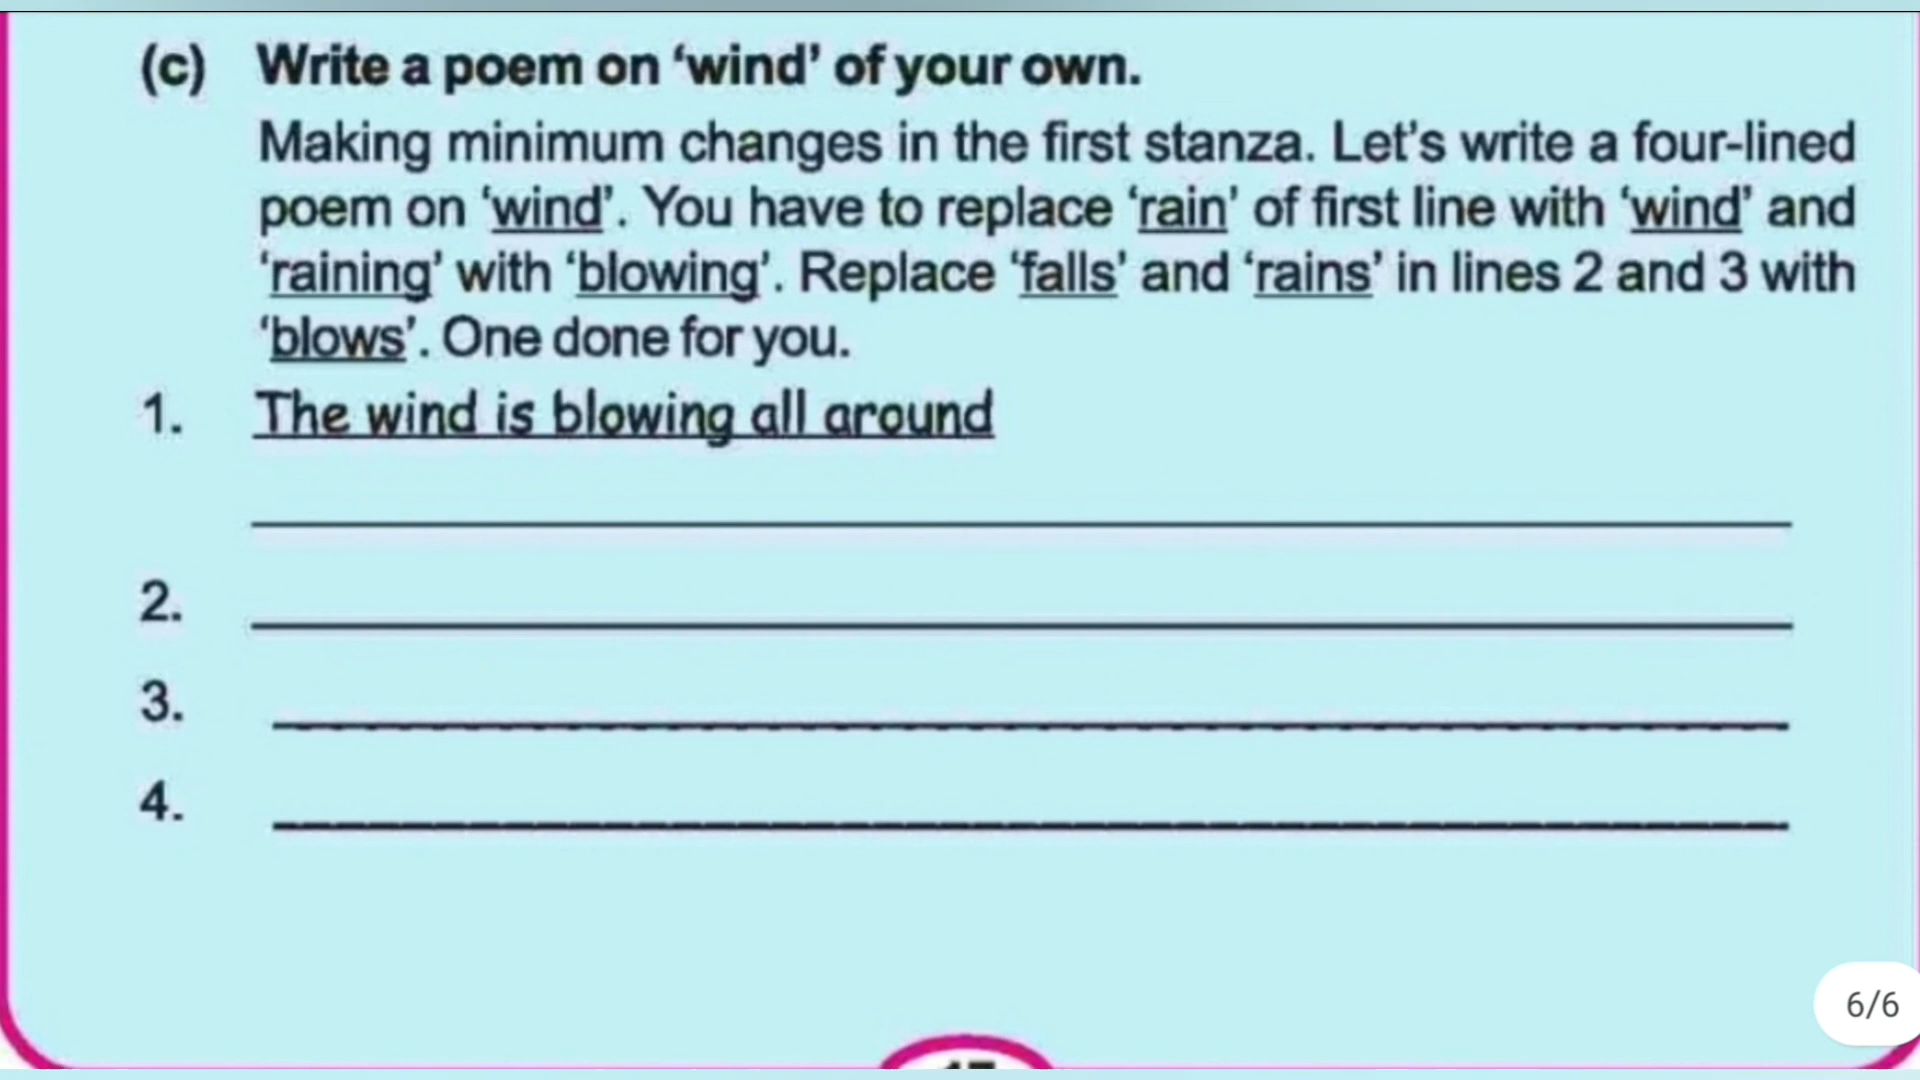 (c) Write a poem on ‘wind’ of your own.
Making minimum changes in the first stanza. Let’s write a four-lined
poem on ‘wind’. You have to replace ‘rain’ of first line with ‘wind’ and
‘raining’ with ‘blowing’. Replace ‘falls’ and ‘rains’ in lines 2 and 3 with
‘blows’. One done for you.
1. The wind is blowing all around
2.
3.
4.
6/6